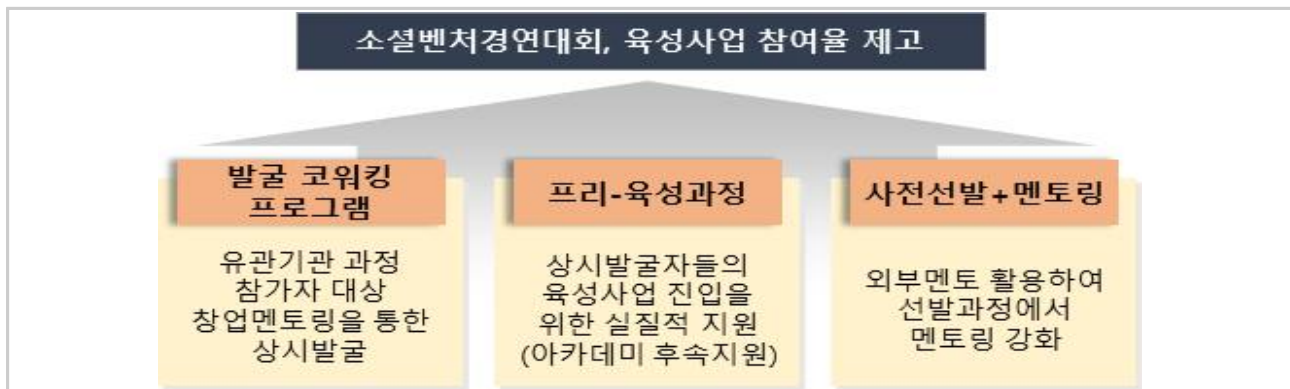 소셜벤처경연대회, 육성사업 참여율 제고
발굴 코워킹
프로그램
유관기관 과정
참가자 대상
창업멘토링을 통한
상시발굴
프리-육성과정
상시발굴자들의
육성사업 진입을
위한 실질적 지원
(아카데미 후속지원)
사전선발+멘토링
외부멘토 활용하여
선발과정에서
멘토링 강화